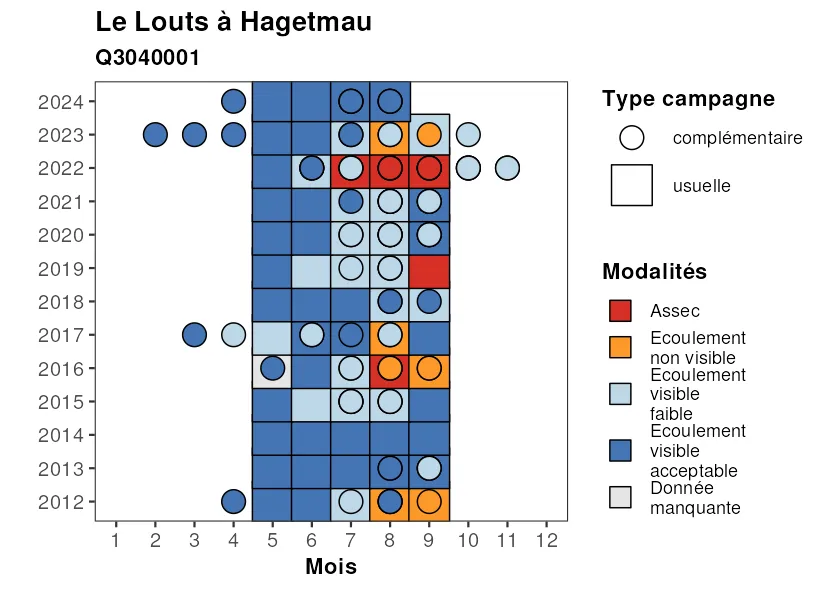 Le Louts à Hagetmau
Q3040001
2024
2023
2022
2021
2020
2019
2018
2017
2016
2015
2014
2013
2012
1 2 3 4 5 6 7 8 9 10 11 12
Mois
Type campagne
complémentaire
usuelle
Modalités
Assec
Ecoulement
non visible
Ecoulement
visible
faible
Ecoulement
visible
acceptable
Donnée
manquante